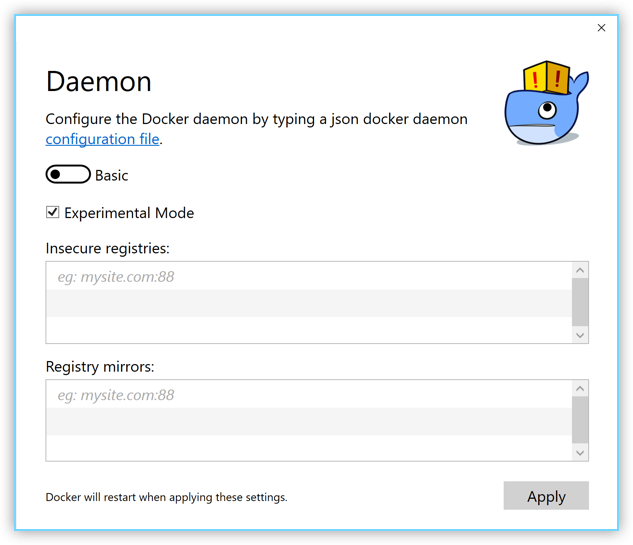 Daemon
Configure the Docker daemon by typing a json docker daemon
configuration file.
Basic
Experimental Mode
Insecure registries:
eg: mysite.com:88
Registry mirrors:
eg: mysite.com:88
Docker will restart when applying these settings.
Apply